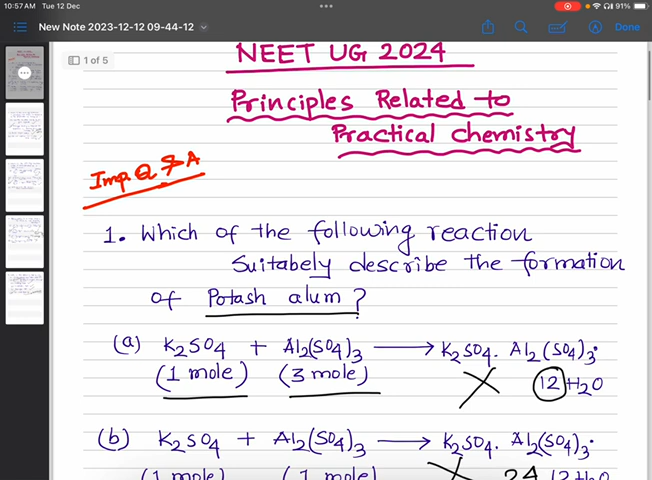 10:57 AM Tue 12 Dec
91%
New Note 2023-12-12 09-44-12
Done
1 of 5
NEET UG 2024
Principles Related to
Practical Chemistry
Imp. Q & A
1. Which of the following reaction
Suitabely describe the formation
of Potash alum?
(a) K2SO4 + Al2(SO4)3 → K2SO4. Al2(SO4)3.
(1 mole) (3 mole) 12 H2O
(b) K2SO4 + Al2(SO4)3 → K2SO4. Al2(SO4)3.
(1 mole) (1 mole) 24 12 H2O